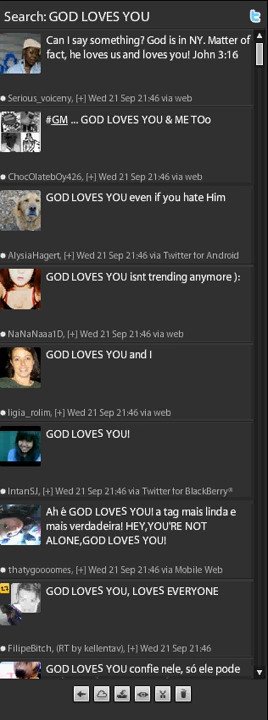 Search: GOD LOVES YOU
Can I say something? God is in NY. Matter of
fact, he loves us and loves you! John 3:16
Serious_voiceny, [+] Wed 21 Sep 21:46 via web
#GM ... GOD LOVES YOU & ME TOo
ChocOlatebOy426, [+] Wed 21 Sep 21:46 via web
GOD LOVES YOU even if you hate Him
AlysiaHagert, [+] Wed 21 Sep 21:46 via Twitter for Android
GOD LOVES YOU isnt trending anymore ):
NaNaNaaa1D, [+] Wed 21 Sep 21:46 via web
GOD LOVES YOU and I
ligia_rolim, [+] Wed 21 Sep 21:46 via web
GOD LOVES YOU!
IntanSJ, [+] Wed 21 Sep 21:46 via Twitter for BlackBerry®
Ah é GOD LOVES YOU! a tag mais linda e
mais verdadeira! HEY,YOU'RE NOT
ALONE,GOD LOVES YOU!
thatygoooomes, [+] Wed 21 Sep 21:46 via Mobile Web
GOD LOVES YOU, LOVES EVERYONE
FilipeBitch, (RT by kellentav), [+] Wed 21 Sep 21:46
GOD LOVES YOU confie nele, só ele pode